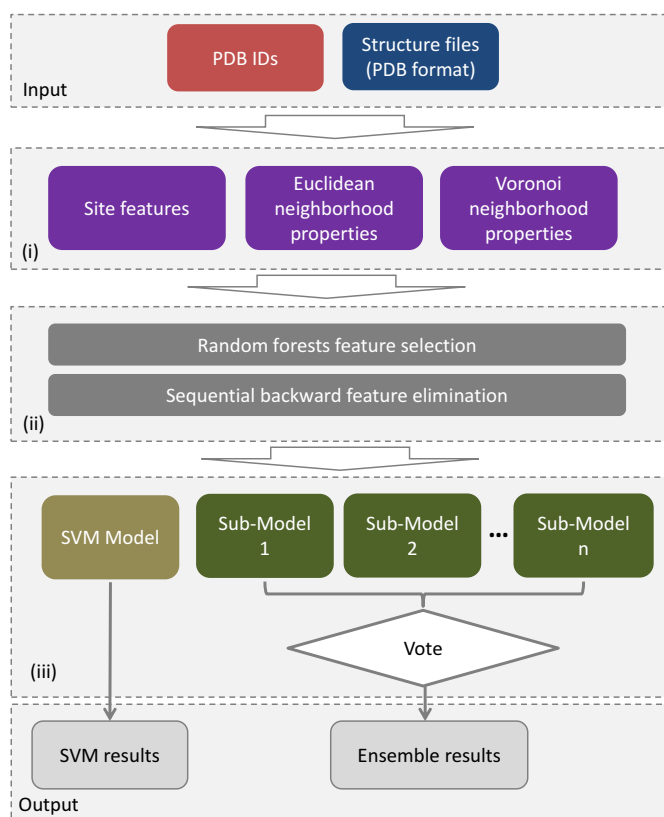 PDB IDs
Structure files
(PDB format)
Input
Site features
Euclidean
neighborhood
properties
Voronoi
neighborhood
properties
(i)
Random forests feature selection
Sequential backward feature elimination
(ii)
SVM Model
Sub-Model
1
Sub-Model
2
...
Sub-Model
n
Vote
(iii)
SVM results
Ensemble results
Output